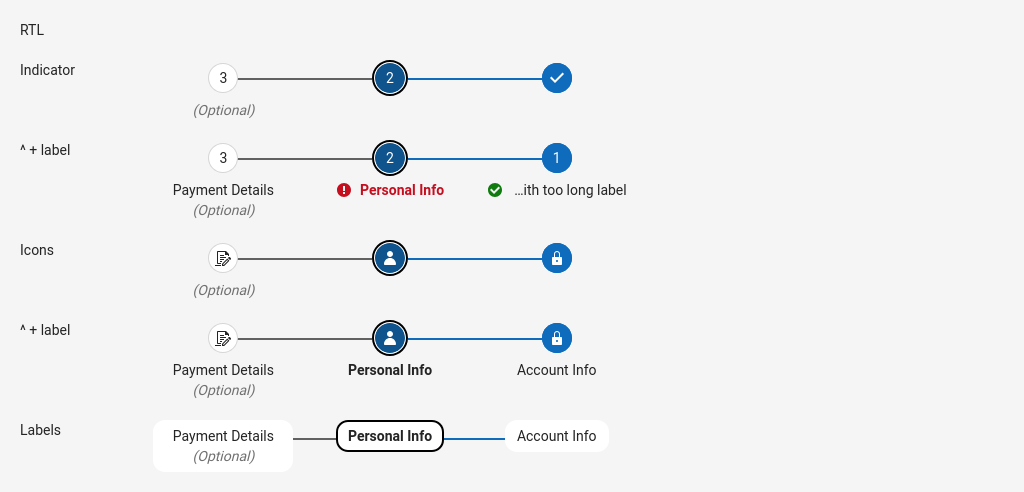 RTL
Indicator
3 2
(Optional)
^ + label
3 2 1
Payment Details Personal Info ...ith too long label
(Optional)
Icons
(Optional)
^ + label
Payment Details Personal Info Account Info
(Optional)
Labels
Payment Details Personal Info Account Info
(Optional)